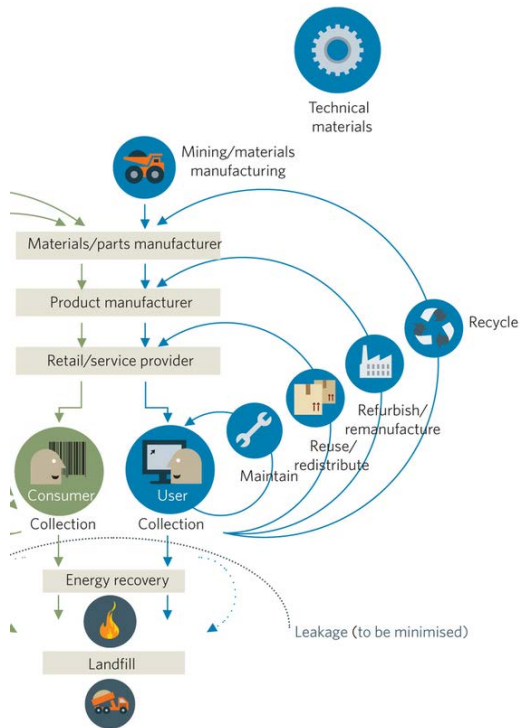 Technical
materials
Mining/materials
manufacturing
Materials/parts manufacturer
Product manufacturer
Recycle
Retail/service provider
Refurbish/
remanufacture
Reuse/
redistribute
Maintain
Consumer
User
Collection
Collection
Energy recovery
Leakage (to be minimised)
Landfill